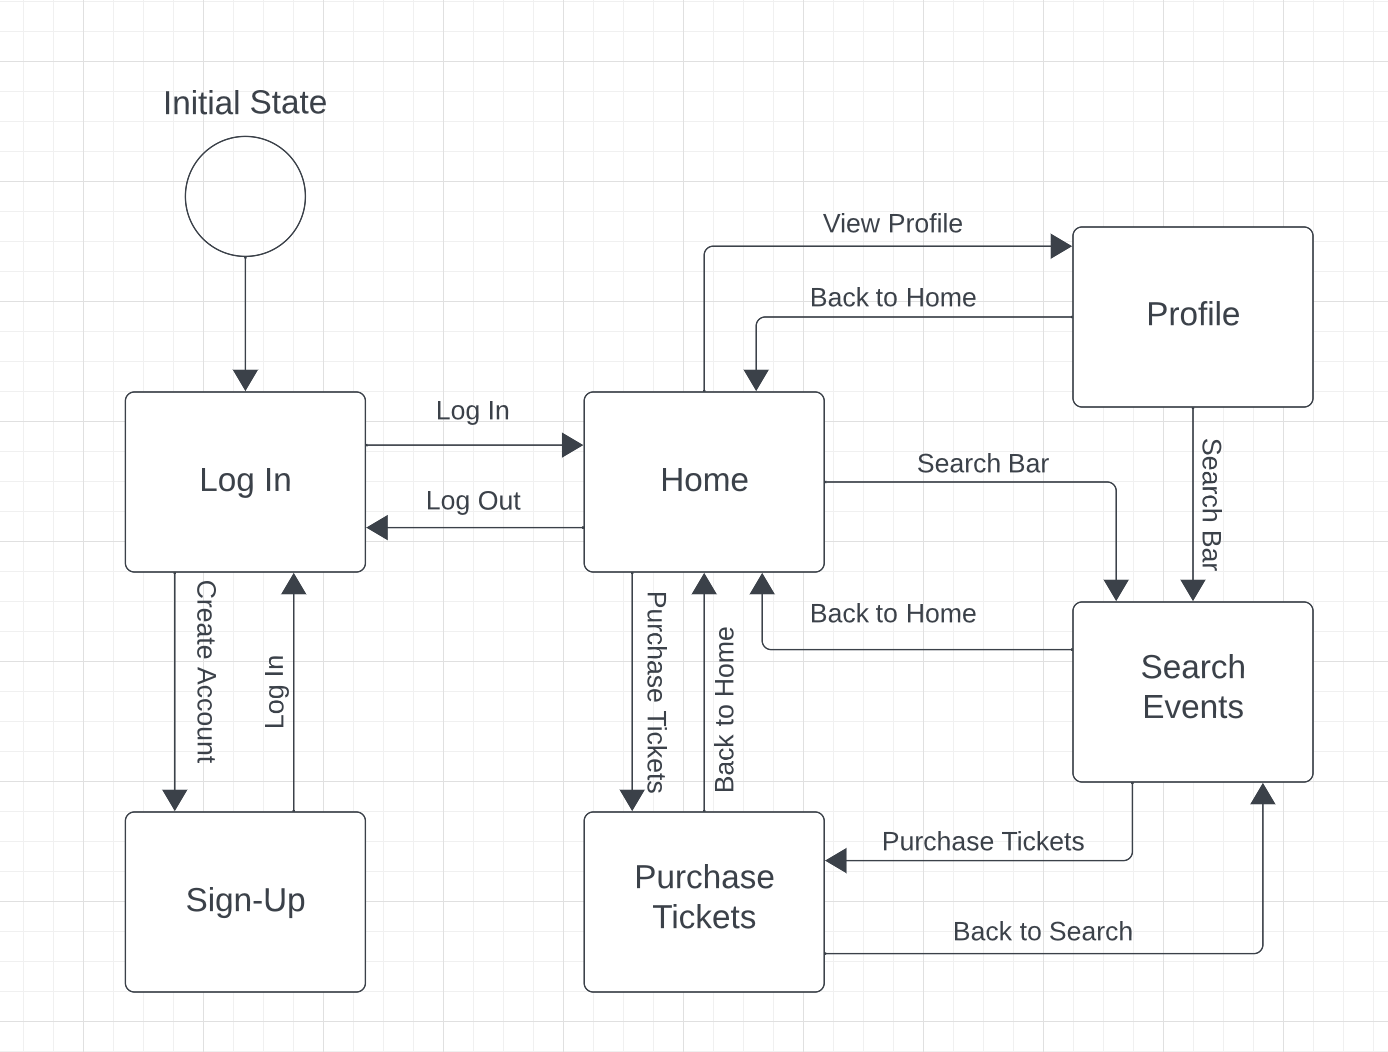 Initial State
View Profile
Back to Home
Profile
Log In
Log In
Log Out
Home
Search Bar
Search Bar
Create Account
Log In
Purchase Tickets
Back to Home
Back to Home
Search
Events
Sign-Up
Purchase
Tickets
Purchase Tickets
Back to Search